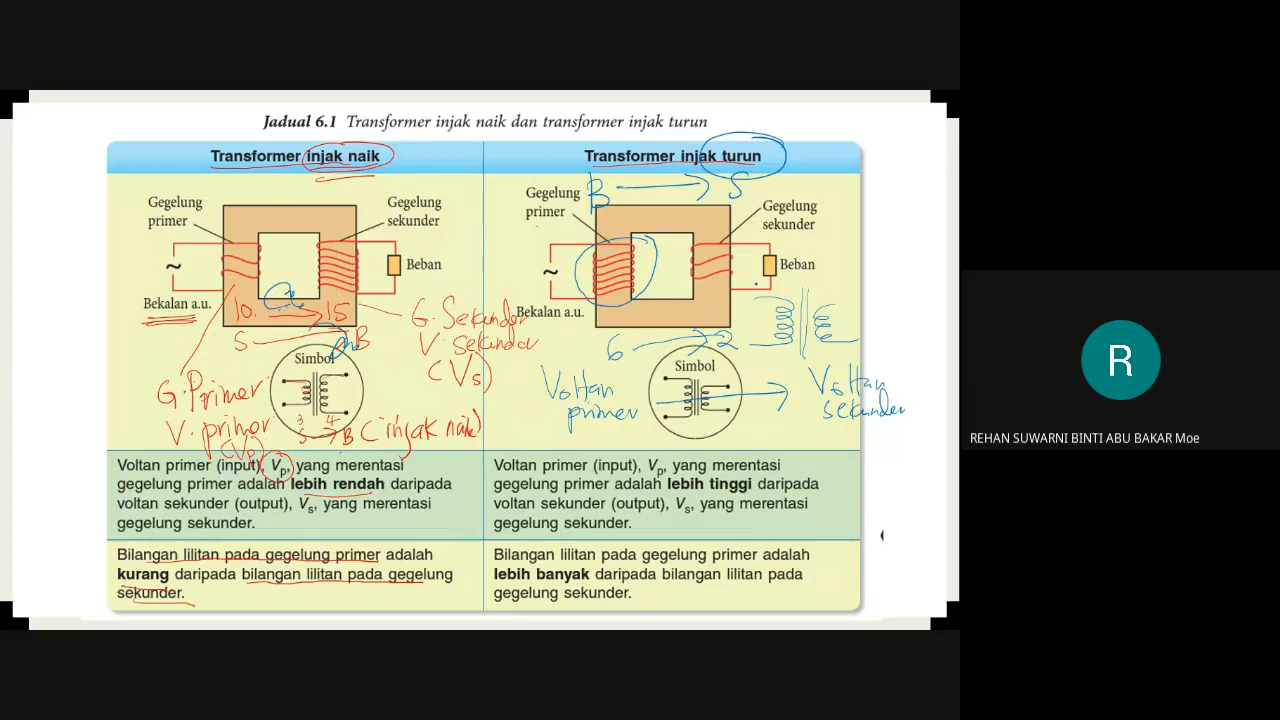 Jadual 6.1 Transformer injak naik dan transformer injak turun
Transformer injak naik
Transformer injak turun
B → S
Gegelung
primer
Gegelung
sekunder
Gegelung
primer
Gegelung
sekunder
~
Beban
~
Beban
Bekalan a.u.
10. → 15
G. Sekunder
Bekalan a.u.
S B
V. sekunder
6 → 2
Simbol
(Vs)
Simbol
G. Primer
Voltan
primer
Voltan
sekunder
V. primer
(Vp)
3 4
S → B (injak naik)
Voltan primer (input), Vp, yang merentasi
gegelung primer adalah lebih rendah daripada
voltan sekunder (output), Vs, yang merentasi
gegelung sekunder.
Voltan primer (input), Vp, yang merentasi
gegelung primer adalah lebih tinggi daripada
voltan sekunder (output), Vs, yang merentasi
gegelung sekunder.
Bilangan lilitan pada gegelung primer adalah
kurang daripada bilangan lilitan pada gegelung
sekunder.
Bilangan lilitan pada gegelung primer adalah
lebih banyak daripada bilangan lilitan pada
gegelung sekunder.
R
REHAN SUWARNI BINTI ABU BAKAR Moe